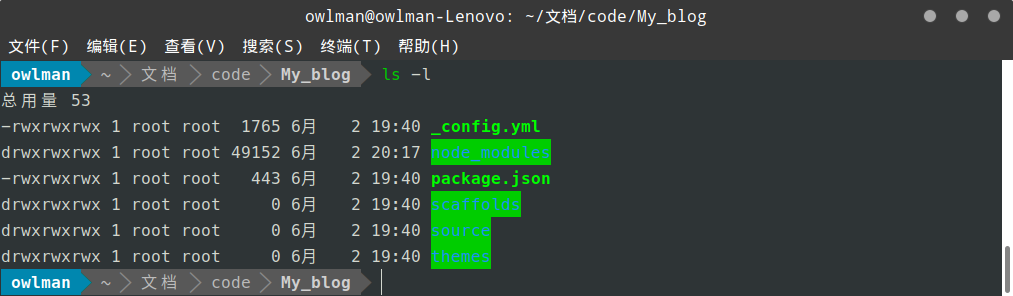 owlman@owlman-Lenovo: ~/文档/code/My_blog
文件(F) 编辑(E) 查看(V) 搜索(S) 终端(T) 帮助(H)
owlman ~ 文档 code My_blog ls -l
总用量 53
-rwxrwxrwx 1 root root  1765 6月   2 19:40 _config.yml
drwxrwxrwx 1 root root 49152 6月   2 20:17 node_modules
-rwxrwxrwx 1 root root   443 6月   2 19:40 package.json
drwxrwxrwx 1 root root     0 6月   2 19:40 scaffolds
drwxrwxrwx 1 root root     0 6月   2 19:40 source
drwxrwxrwx 1 root root     0 6月   2 19:40 themes
owlman ~ 文档 code My_blog